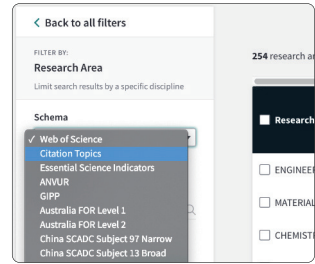 Back to all filters
FILTER BY:
Research Area
Limit search results by a specific discipline
Schema
✓ Web of Science
Citation Topics
Essential Science Indicators
ANVUR
GIPP
Australia FOR Level 1
Australia FOR Level 2
China SCADC Subject 97 Narrow
China SCADC Subject 13 Broad
254 research ar
Research
ENGINEER
MATERIAL
CHEMIST